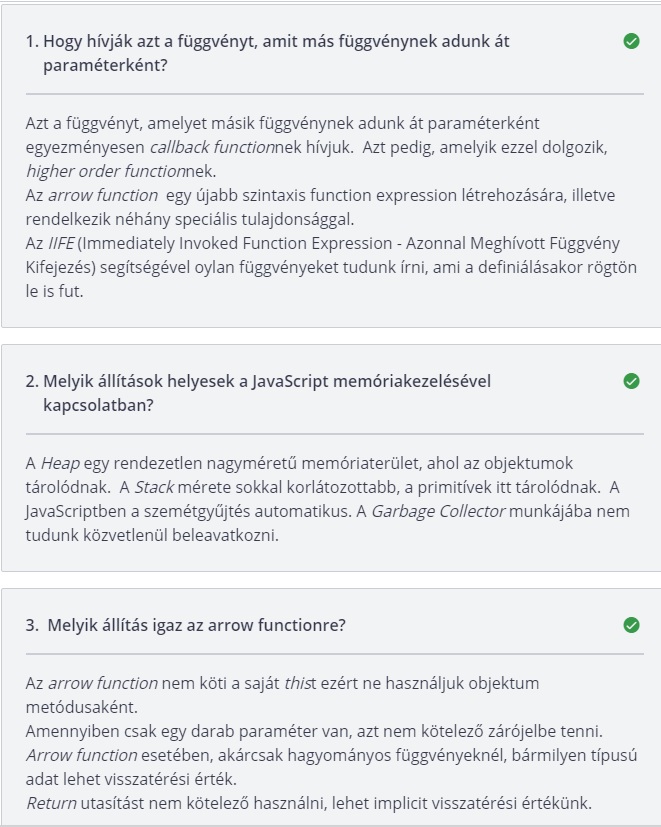 1. Hogy hívják azt a függvényt, amit más függvénynek adunk át
paraméterként?
Azt a függvényt, amelyet másik függvénynek adunk át paraméterként
egyezményesen callback functionnek hívjuk. Azt pedig, amelyik ezzel dolgozik,
higher order functionnek.
Az arrow function egy újabb szintaxis function expression létrehozására, illetve
rendelkezik néhány speciális tulajdonsággal.
Az IIFE (Immediately Invoked Function Expression - Azonnal Meghívott Függvény
Kifejezés) segítségével oylan függvényeket tudunk írni, ami a definiálásakor rögtön
le is fut.
2. Melyik állítások helyesek a JavaScript memóriakezelésével
kapcsolatban?
A Heap egy rendezetlen nagyméretű memóriaterület, ahol az objektumok
tárolódnak. A Stack mérete sokkal korlátozottabb, a primitívek itt tárolódnak. A
JavaScriptben a szemétgyűjtés automatikus. A Garbage Collector munkájába nem
tudunk közvetlenül beleavatkozni.
3. Melyik állítás igaz az arrow functionre?
Az arrow function nem köti a saját thist ezért ne használjuk objektum
metódusaként.
Amennyiben csak egy darab paraméter van, azt nem kötelező zárójelbe tenni.
Arrow function esetében, akárcsak hagyományos függvényeknél, bármilyen típusú
adat lehet visszatérési érték.
Return utasítást nem kötelező használni, lehet implicit visszatérési értékünk.